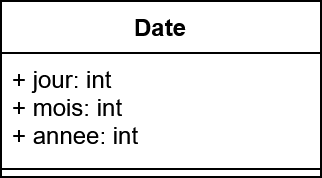 Date
+ jour: int
+ mois: int
+ annee: int